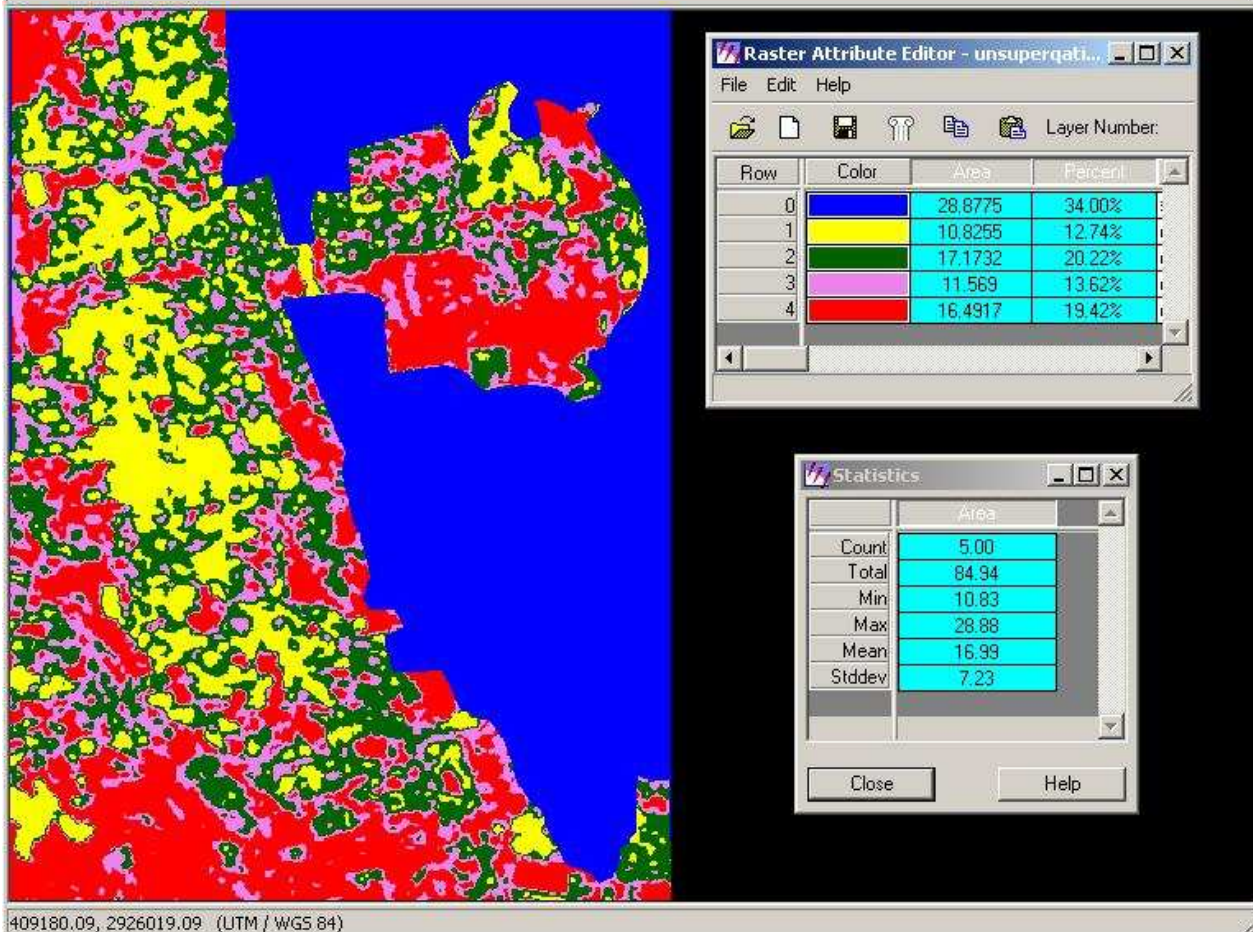 Raster Attribute Editor - unsuperqati...
File Edit Help
Layer Number:
Row Color Area Percent
0 28.8775 34.00%
1 10.8255 12.74%
2 17.1732 20.22%
3 11.569 13.62%
4 16.4917 19.42%
Statistics
Area
Count 5.00
Total 84.94
Min 10.83
Max 28.88
Mean 16.99
Stddev 7.23
Close Help
409180.09, 2926019.09 (UTM / WGS 84)